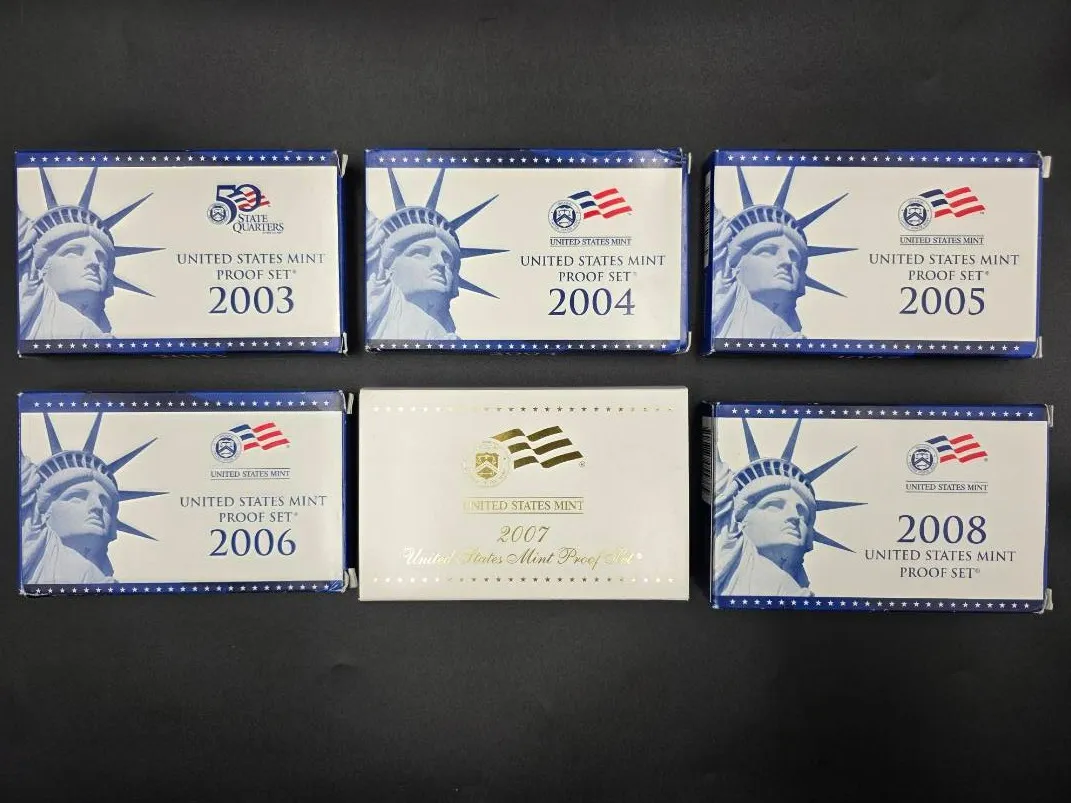 50
STATE
QUARTERS
UNITED STATES MINT
PROOF SET®
2003
UNITED STATES MINT
UNITED STATES MINT
PROOF SET®
2004
UNITED STATES MINT
UNITED STATES MINT
PROOF SET®
2005
UNITED STATES MINT
UNITED STATES MINT
PROOF SET®
2006
UNITED STATES MINT
2007
United States Mint Proof Set®
UNITED STATES MINT
2008
UNITED STATES MINT
PROOF SET®